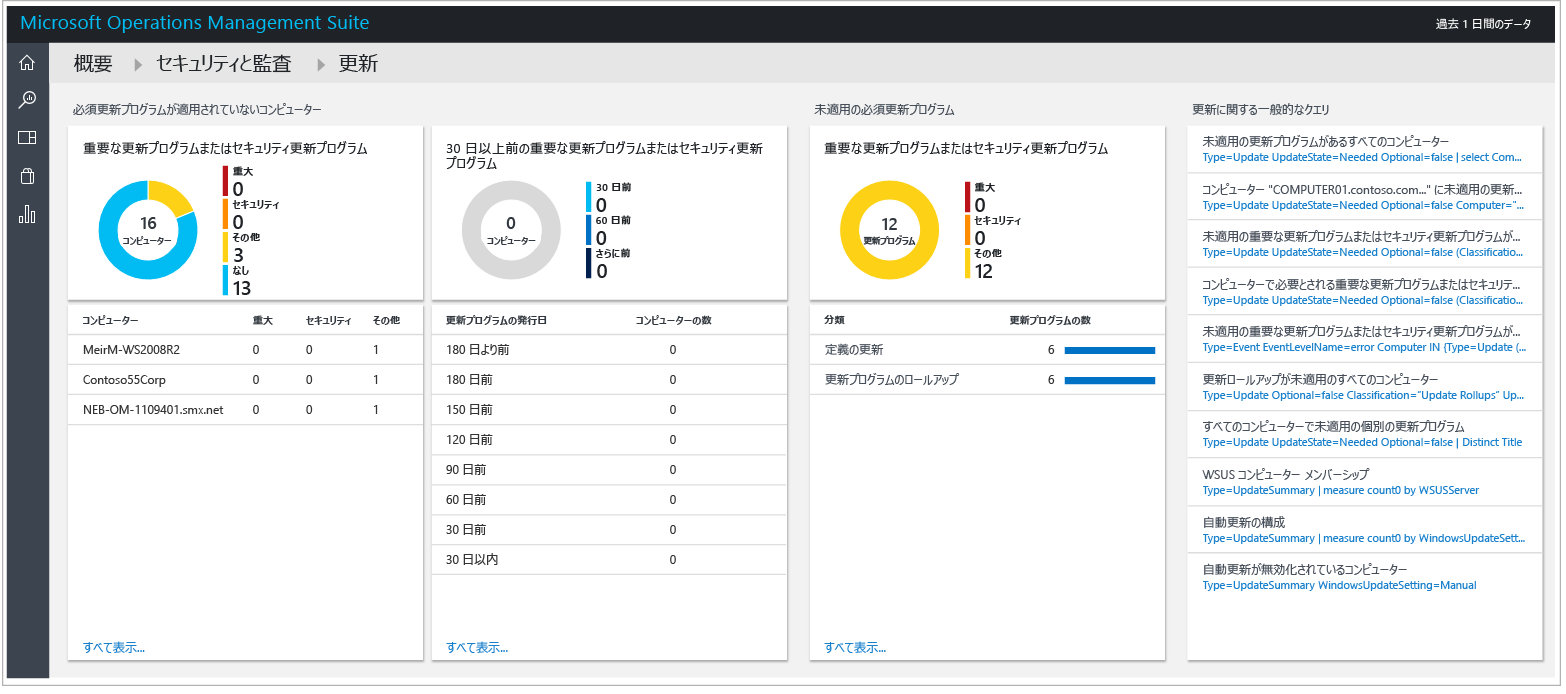 Microsoft Operations Management Suite
過去 1 日間のデータ
概要 セキュリティと監査 更新
必須更新プログラムが適用されていないコンピューター
重要な更新プログラムまたはセキュリティ更新プログラム
16
コンピューター
重大
0
セキュリティ
0
その他
3
なし
13
コンピューター 重大 セキュリティ その他
MeirM-WS2008R2 0 0 1
Contoso55Corp 0 0 1
NEB-OM-1109401.smx.net 0 0 1
すべて表示...
30 日以上前の重要な更新プログラムまたはセキュリティ更新
プログラム
0
コンピューター
30 日前
0
60 日前
0
さらに前
0
更新プログラムの発行日 コンピューターの数
180 日より前 0
180 日前 0
150 日前 0
120 日前 0
90 日前 0
60 日前 0
30 日前 0
30 日以内 0
すべて表示...
未適用の必須更新プログラム
重要な更新プログラムまたはセキュリティ更新プログラム
12
更新プログラム
重大
0
セキュリティ
0
その他
12
分類 更新プログラムの数
定義の更新 6
更新プログラムのロールアップ 6
すべて表示...
更新に関する一般的なクエリ
未適用の更新プログラムがあるすべてのコンピューター
Type=Update UpdateState=Needed Optional=false | select Com...
コンピューター "COMPUTER01.contoso.com..." に未適用の更新...
Type=Update UpdateState=Needed Optional=false Computer="...
未適用の重要な更新プログラムまたはセキュリティ更新プログラムが...
Type=Update UpdateState=Needed Optional=false (Classificatio...
コンピューターで必要とされる重要な更新プログラムまたはセキュリテ...
Type=Update UpdateState=Needed Optional=false (Classificatio...
未適用の重要な更新プログラムまたはセキュリティ更新プログラムが...
Type=Event EventLevelName=error Computer IN {Type=Update (...
更新ロールアップが未適用のすべてのコンピューター
Type=Update Optional=false Classification="Update Rollups" Up...
すべてのコンピューターで未適用の個別の更新プログラム
Type=Update UpdateState=Needed Optional=false | Distinct Title
WSUS コンピューター メンバーシップ
Type=UpdateSummary | measure count0 by WSUSServer
自動更新の構成
Type=UpdateSummary | measure count0 by WindowsUpdateSett...
自動更新が無効化されているコンピューター
Type=UpdateSummary WindowsUpdateSetting=Manual